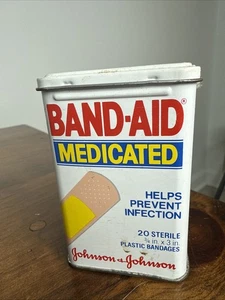 BAND-AID®
MEDICATED
HELPS
PREVENT
INFECTION
20 STERILE
¾ in. x 3 in.
PLASTIC BANDAGES
Johnson & Johnson